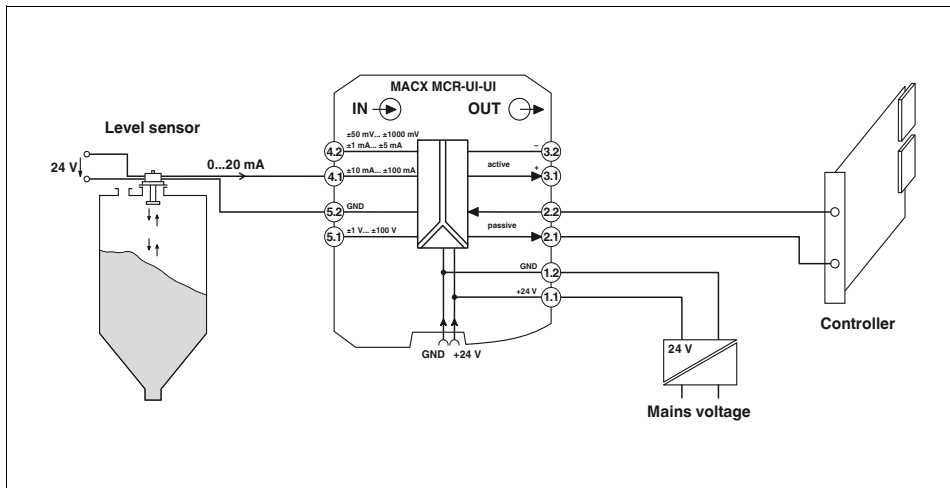 MACX MCR-UI-UI
IN
OUT
Level sensor
24 V
0...20 mA
±50 mV... ±1000 mV
4.2
±1 mA... ±5 mA
4.1
±10 mA... ±100 mA
5.2
GND
5.1
±1 V... ±100 V
–
3.2
active
+
3.1
2.2
passive
2.1
GND
1.2
+24 V
1.1
GND
+24 V
Controller
24 V
Mains voltage